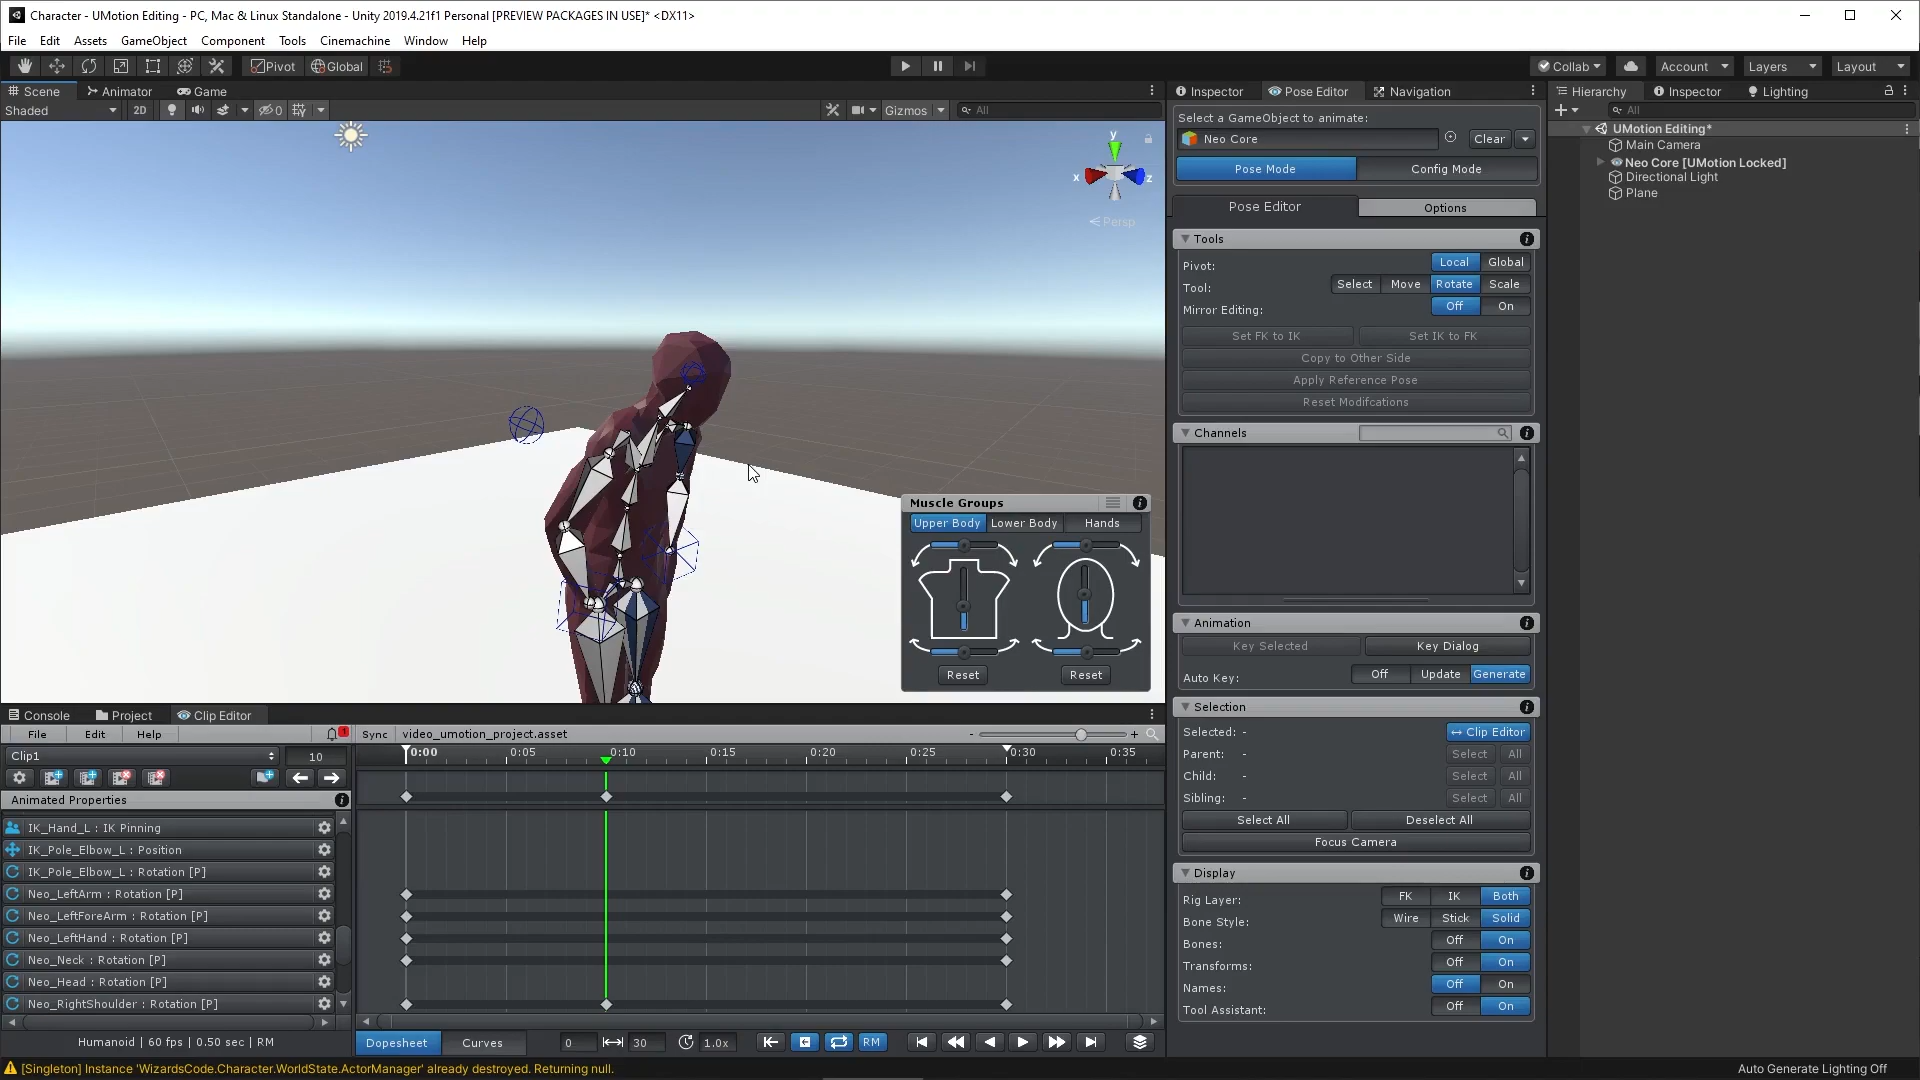 Character - UMotion Editing - PC, Mac & Linux Standalone - Unity 2019.4.21f1 Personal [PREVIEW PACKAGES IN USE]* <DX11>
File Edit Assets GameObject Component Tools Cinemachine Window Help
Pivot Global Collab Account Layers Layout
Scene Animator Game
Shaded 2D 0 Gizmos All
y
x z
Persp
Muscle Groups
Upper Body Lower Body Hands
Reset Reset
Inspector Pose Editor Navigation
Select a GameObject to animate:
Neo Core Clear
Pose Mode Config Mode
Pose Editor Options
Tools
Pivot: Local Global
Tool: Select Move Rotate Scale
Mirror Editing: Off On
Set FK to IK Set IK to FK
Copy to Other Side
Apply Reference Pose
Reset Modifcations
Channels
Animation
Key Selected Key Dialog
Auto Key: Off Update Generate
Selection
Selected: - Clip Editor
Parent: - Select All
Child: - Select All
Sibling: - Select All
Select All Deselect All
Focus Camera
Display
Rig Layer: FK IK Both
Bone Style: Wire Stick Solid
Bones: Off On
Transforms: Off On
Names: Off On
Tool Assistant: Off On
Hierarchy Inspector Lighting
All
UMotion Editing*
Main Camera
Neo Core [UMotion Locked]
Directional Light
Plane
Console Project Clip Editor
File Edit Help 1 Sync video_umotion_project.asset - +
Clip1 10 0:00 0:05 0:10 0:15 0:20 0:25 0:30 0:35
Animated Properties
IK_Hand_L : IK Pinning
IK_Pole_Elbow_L : Position
IK_Pole_Elbow_L : Rotation [P]
Neo_LeftArm : Rotation [P]
Neo_LeftForeArm : Rotation [P]
Neo_LeftHand : Rotation [P]
Neo_Neck : Rotation [P]
Neo_Head : Rotation [P]
Neo_RightShoulder : Rotation [P]
Humanoid | 60 fps | 0.50 sec | RM Dopesheet Curves 0 30 1.0x RM
[Singleton] Instance 'WizardsCode.Character.WorldState.ActorManager' already destroyed. Returning null. Auto Generate Lighting Off